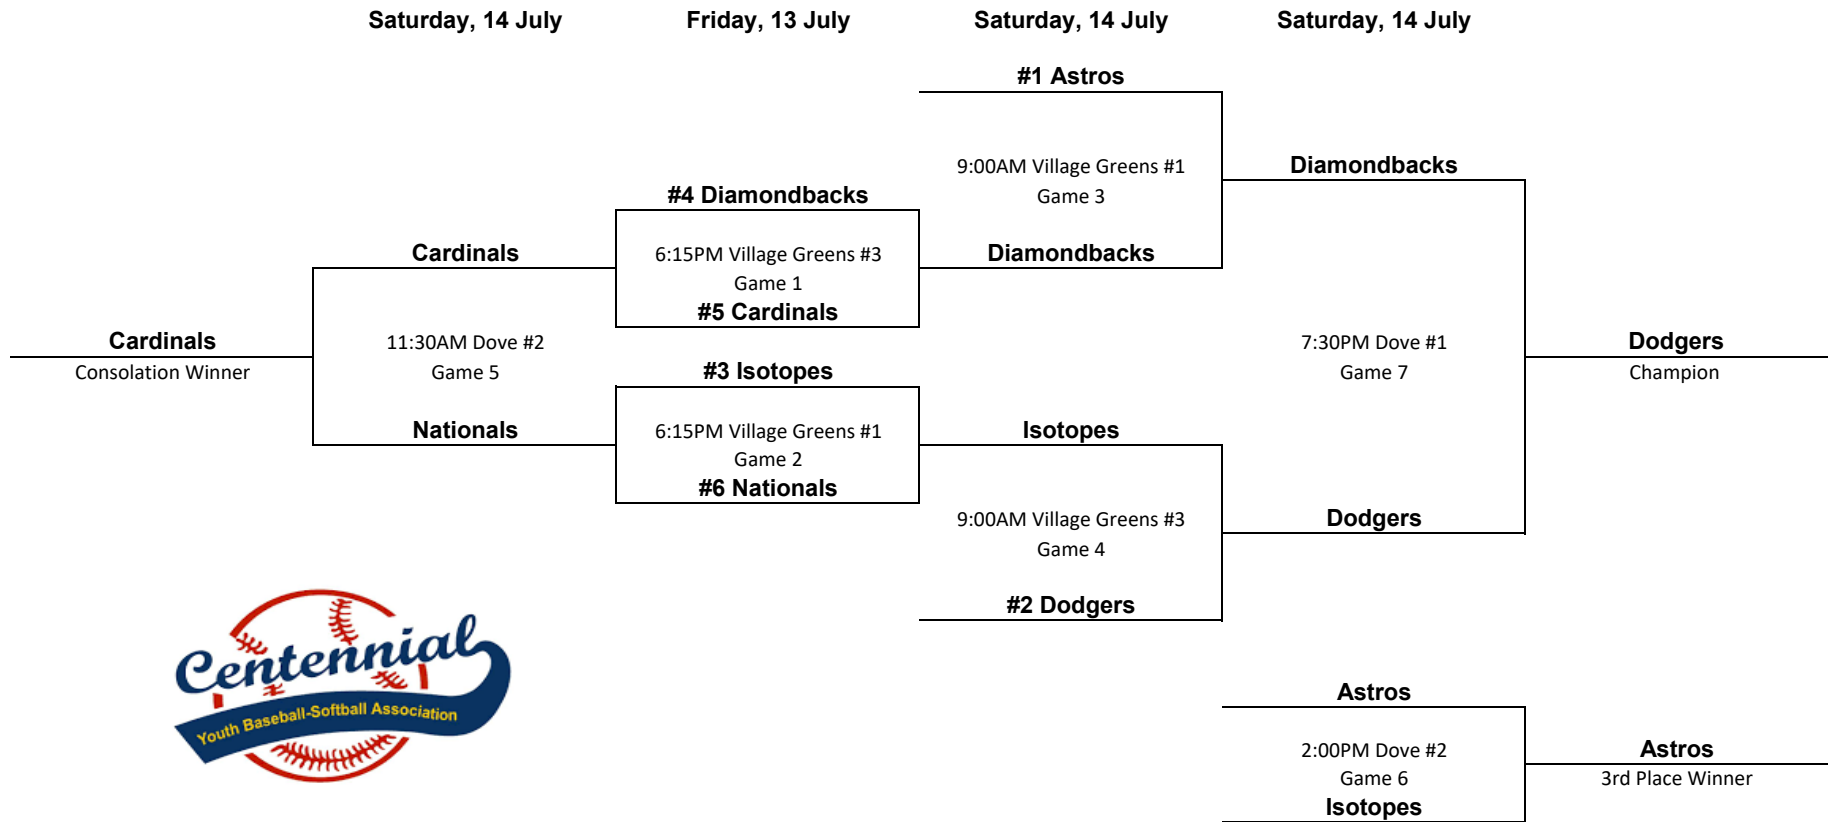 Saturday, 14 July
Friday, 13 July
Saturday, 14 July
Saturday, 14 July
#1 Astros
9:00AM Village Greens #1
Game 3
Diamondbacks
#4 Diamondbacks
Cardinals
6:15PM Village Greens #3
Game 1
Diamondbacks
#5 Cardinals
Cardinals
Consolation Winner
11:30AM Dove #2
Game 5
#3 Isotopes
7:30PM Dove #1
Game 7
Dodgers
Champion
Nationals
6:15PM Village Greens #1
Game 2
Isotopes
#6 Nationals
9:00AM Village Greens #3
Game 4
Dodgers
#2 Dodgers
Centennial
Youth Baseball-Softball Association
Astros
2:00PM Dove #2
Game 6
Isotopes
Astros
3rd Place Winner